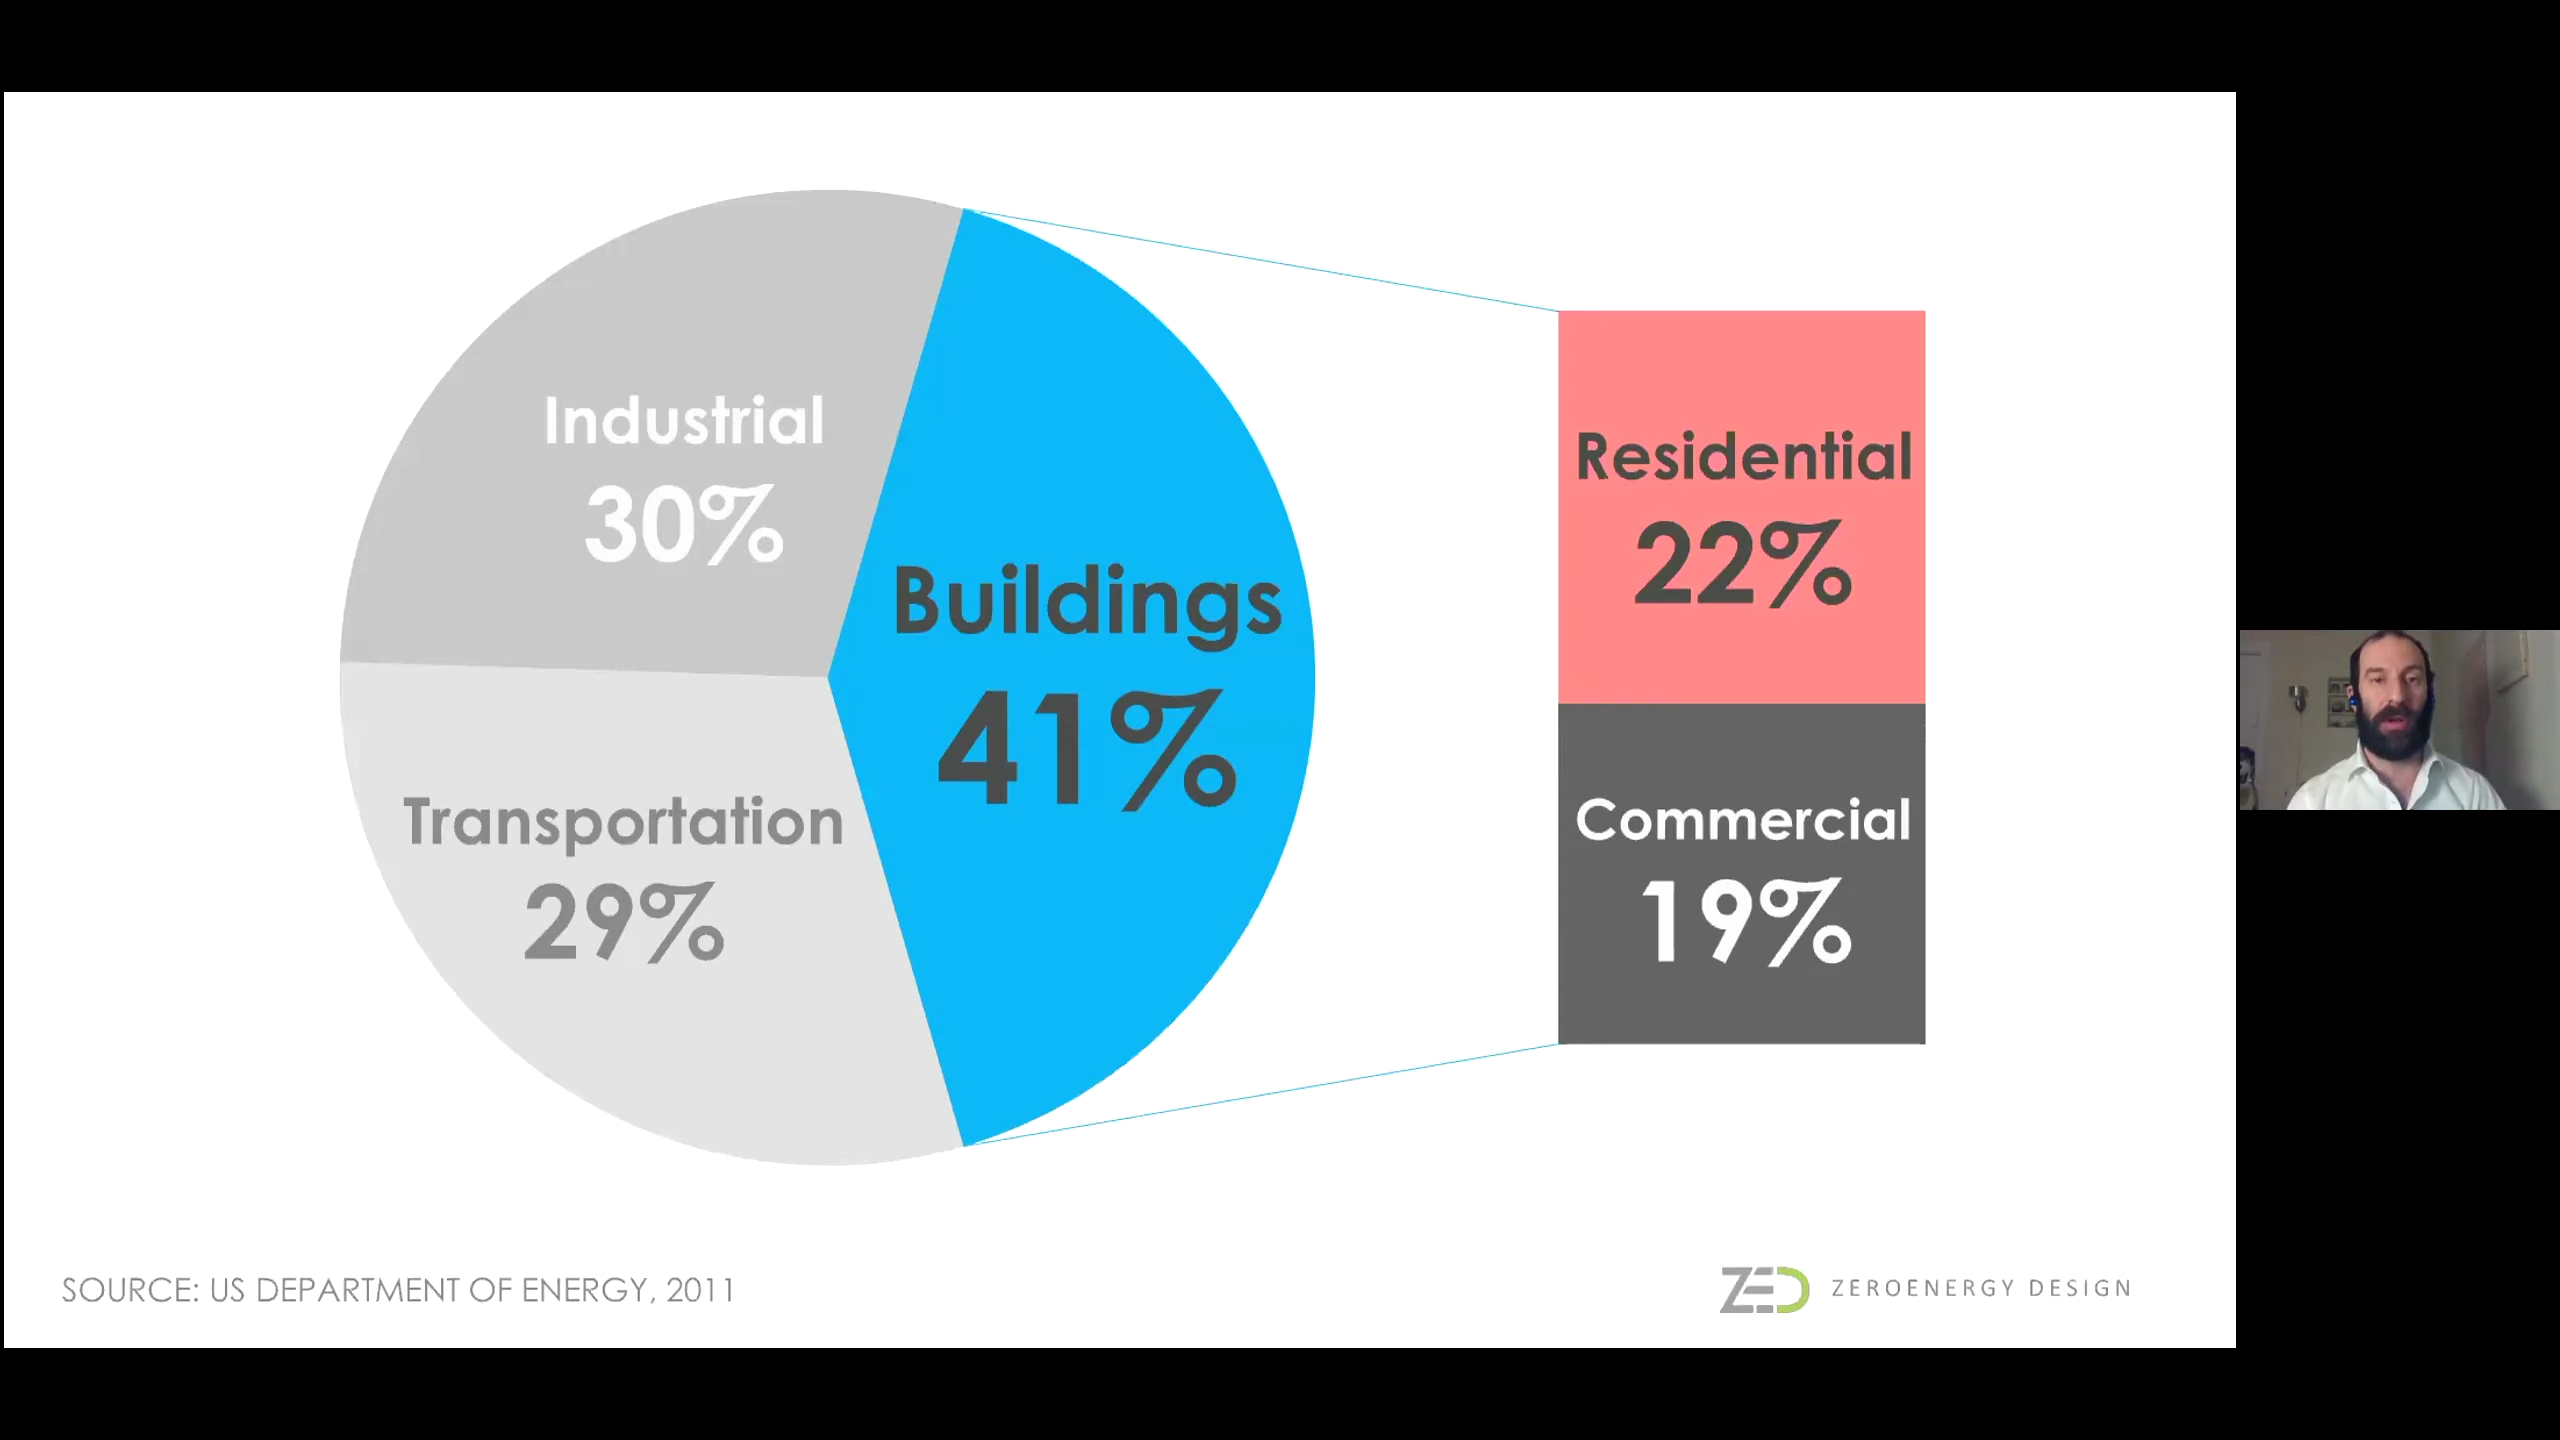 Industrial
30%
Buildings
41%
Transportation
29%
Residential
22%
Commercial
19%
SOURCE: US DEPARTMENT OF ENERGY, 2011
ZED ZEROENERGY DESIGN